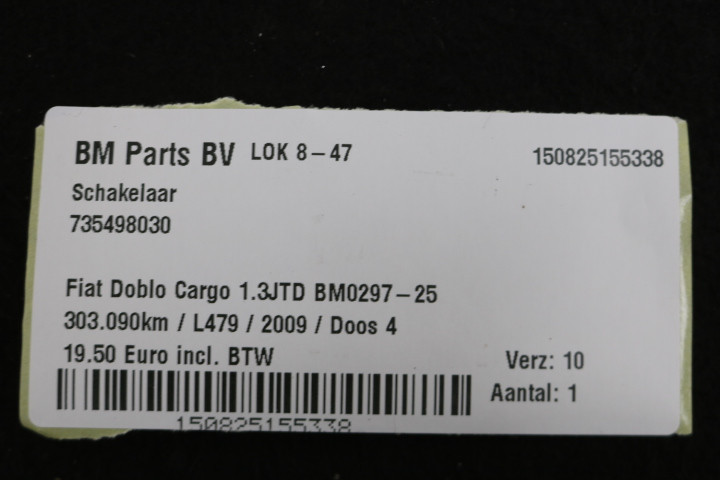 BM Parts BV LOK 8-47 150825155338
Schakelaar
735498030
Fiat Doblo Cargo 1.3JTD BM0297-25
303.090km / L479 / 2009 / Doos 4
19.50 Euro incl. BTW
Verz: 10
Aantal: 1
150825155338